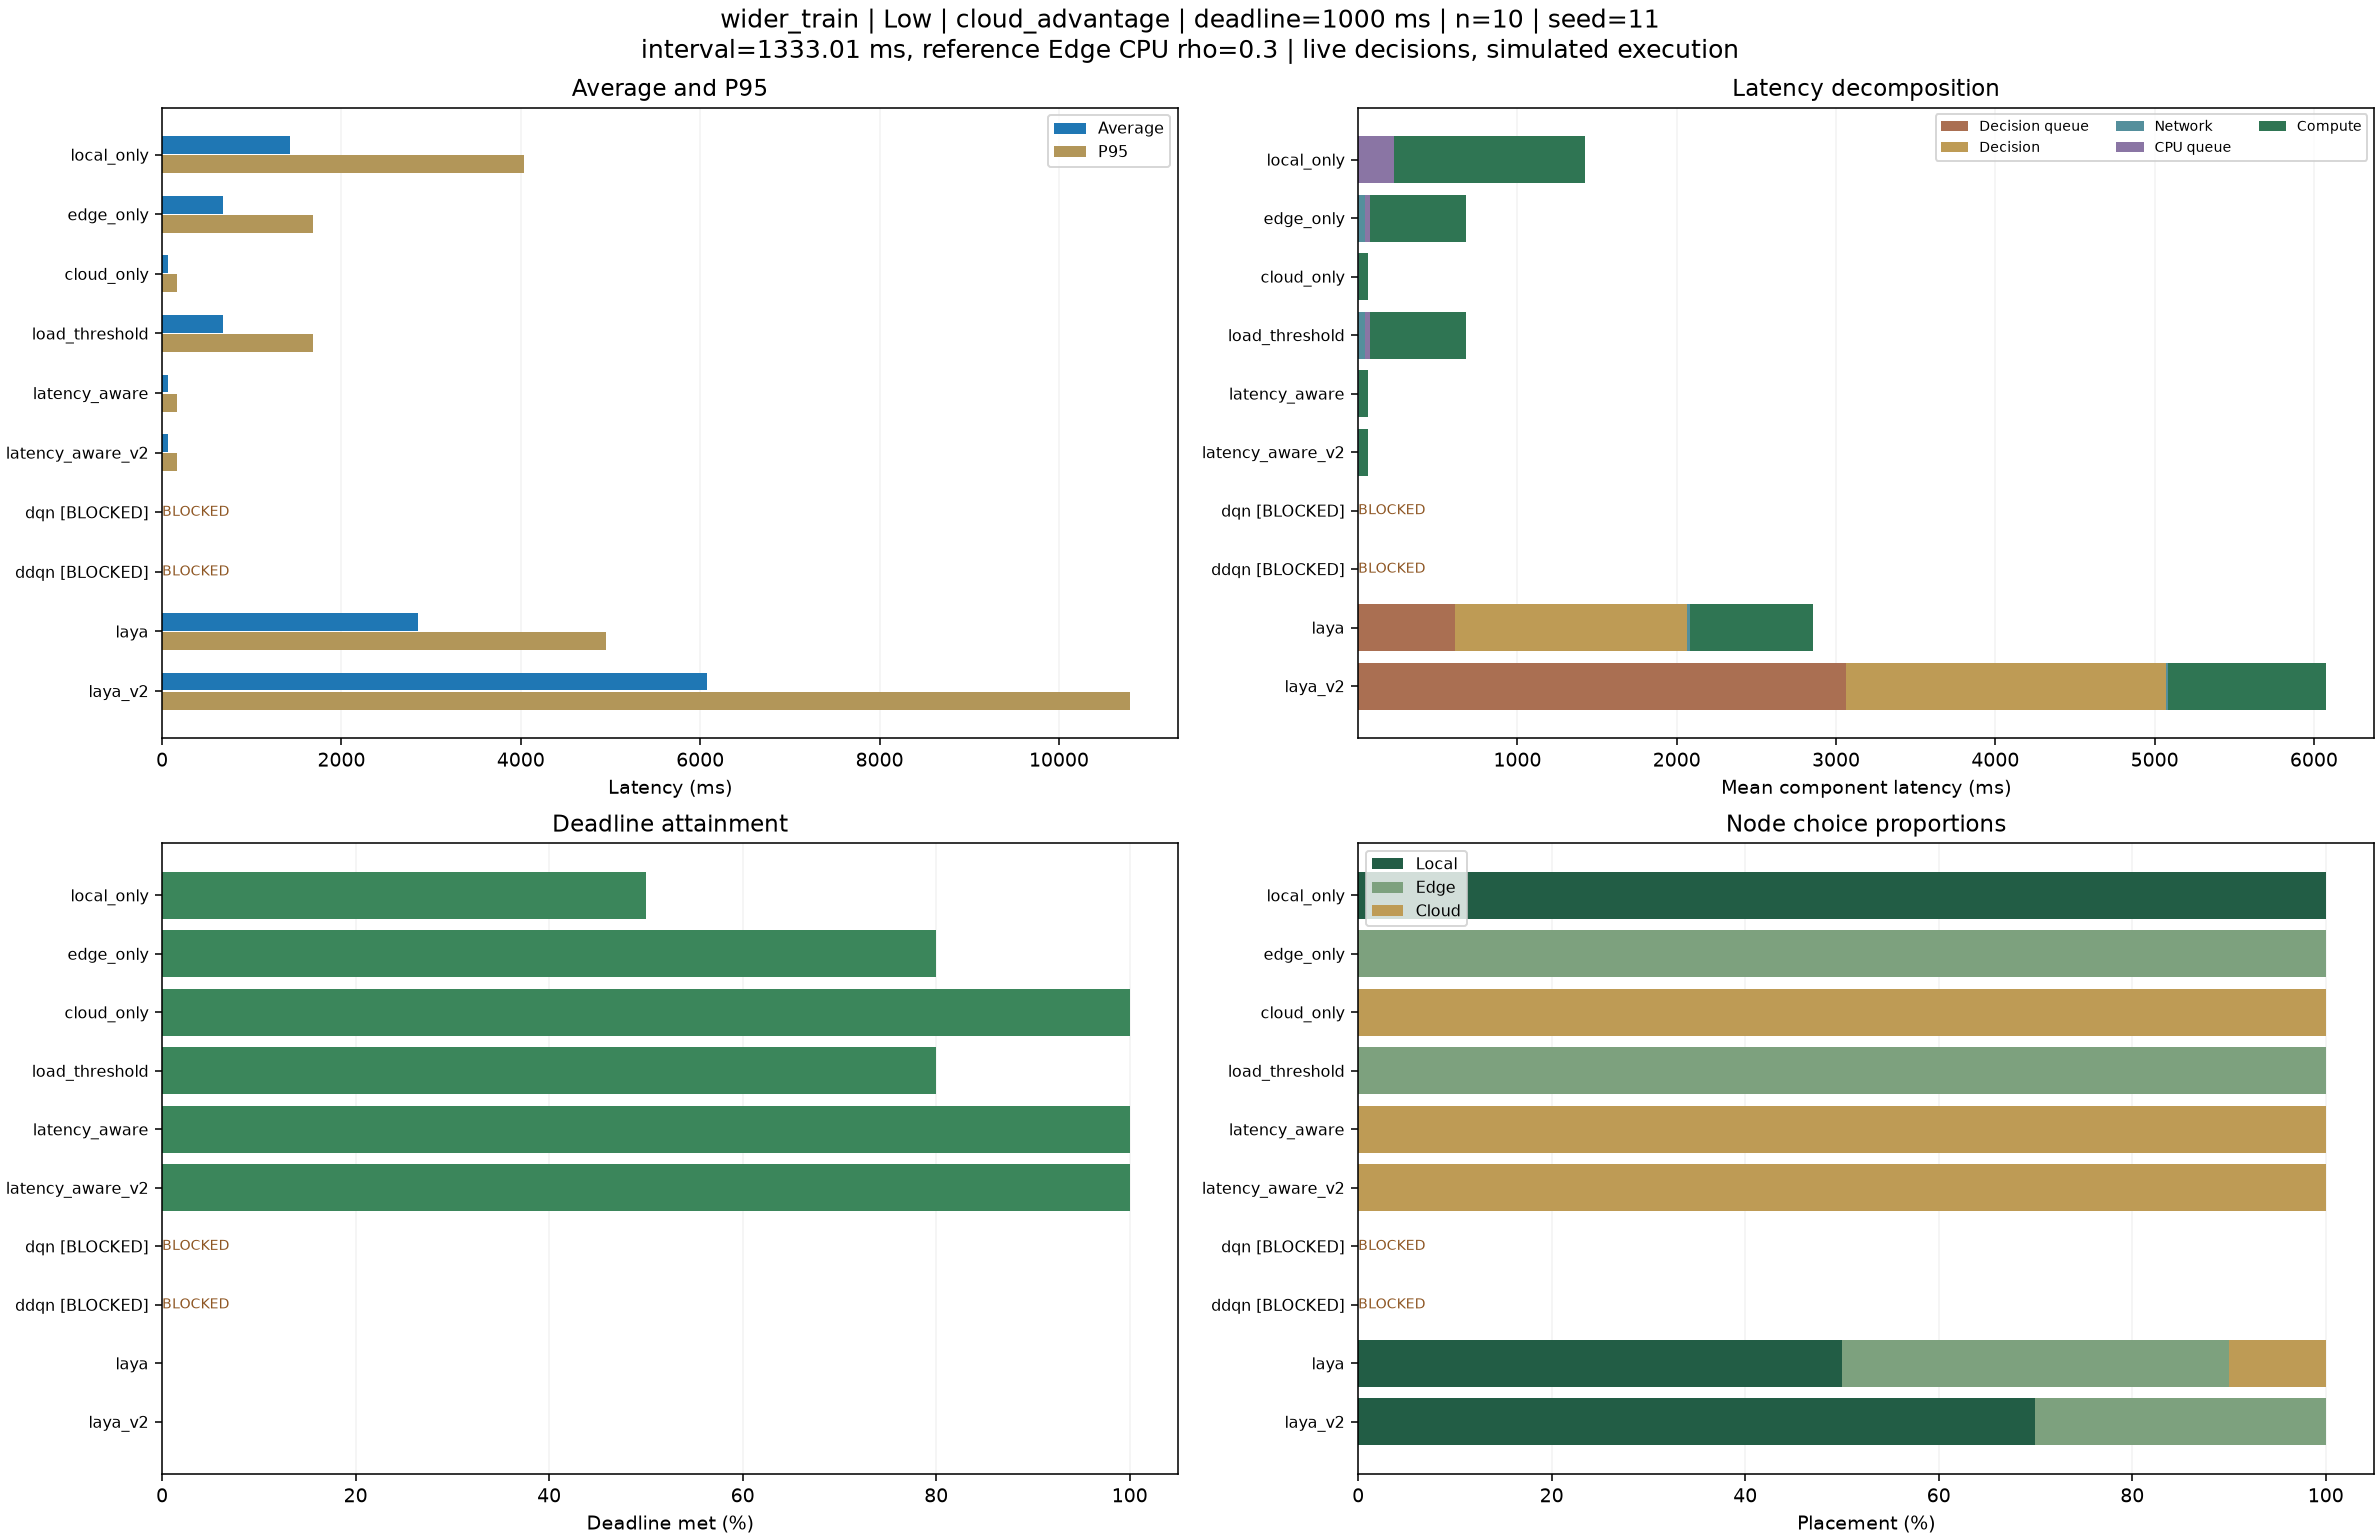 wider_train | Low | cloud_advantage | deadline=1000 ms | n=10 | seed=11
interval=1333.01 ms, reference Edge CPU rho=0.3 | live decisions, simulated execution
Average and P95
Average
P95
local_only
edge_only
cloud_only
load_threshold
latency_aware
latency_aware_v2
dqn [BLOCKED] BLOCKED
ddqn [BLOCKED] BLOCKED
laya
laya_v2
0 2000 4000 6000 8000 10000
Latency (ms)
Latency decomposition
Decision queue Network Compute
Decision CPU queue
local_only
edge_only
cloud_only
load_threshold
latency_aware
latency_aware_v2
dqn [BLOCKED] BLOCKED
ddqn [BLOCKED] BLOCKED
laya
laya_v2
1000 2000 3000 4000 5000 6000
Mean component latency (ms)
Deadline attainment
local_only
edge_only
cloud_only
load_threshold
latency_aware
latency_aware_v2
dqn [BLOCKED] BLOCKED
ddqn [BLOCKED] BLOCKED
laya
laya_v2
0 20 40 60 80 100
Deadline met (%)
Node choice proportions
Local
Edge
Cloud
local_only
edge_only
cloud_only
load_threshold
latency_aware
latency_aware_v2
dqn [BLOCKED] BLOCKED
ddqn [BLOCKED] BLOCKED
laya
laya_v2
0 20 40 60 80 100
Placement (%)